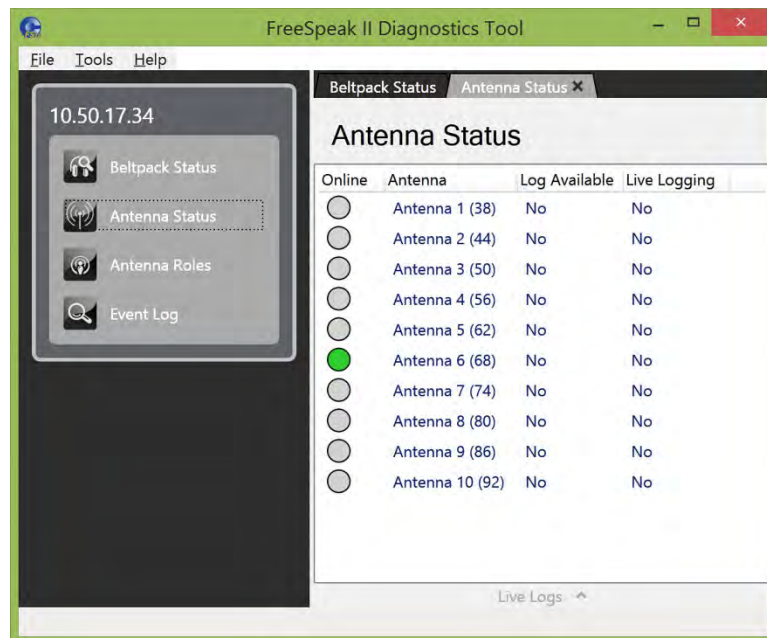 FreeSpeak II Diagnostics Tool
File Tools Help
10.50.17.34
Beltpack Status
Antenna Status
Antenna Roles
Event Log
Beltpack Status Antenna Status
Antenna Status
Online Antenna Log Available Live Logging
Antenna 1 (38) No No
Antenna 2 (44) No No
Antenna 3 (50) No No
Antenna 4 (56) No No
Antenna 5 (62) No No
Antenna 6 (68) No No
Antenna 7 (74) No No
Antenna 8 (80) No No
Antenna 9 (86) No No
Antenna 10 (92) No No
Live Logs